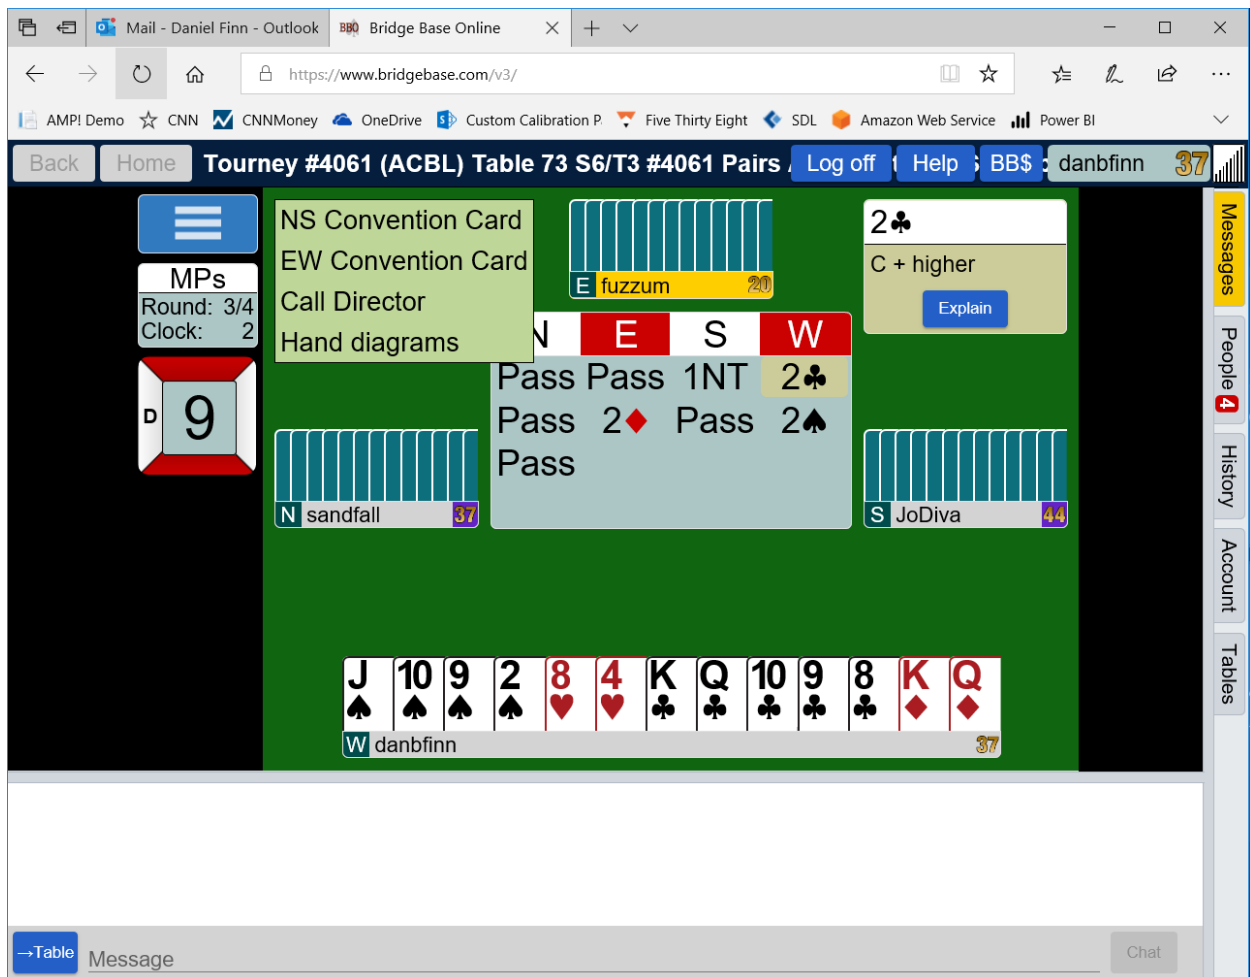 Mail - Daniel Finn - Outlook
BBO Bridge Base Online
https://www.bridgebase.com/v3/
AMP! Demo CNN CNNMoney OneDrive Custom Calibration P. Five Thirty Eight SDL Amazon Web Service Power BI
Back Home Tourney #4061 (ACBL) Table 73 S6/T3 #4061 Pairs Log off Help BB$ danbfinn 37
Messages
People 4
History
Account
Tables
MPs
Round: 3/4
Clock: 2
D 9
NS Convention Card
EW Convention Card
Call Director
Hand diagrams
E fuzzum 20
2♣
C + higher
Explain
E S W
Pass Pass 1NT 2♣
Pass 2♦ Pass 2♠
Pass
N sandfall 37
S JoDiva 44
J♠ 10♠ 9♠ 2♠ 8♥ 4♥ K♣ Q♣ 10♣ 9♣ 8♣ K♦ Q♦
W danbfinn 37
→Table Message Chat